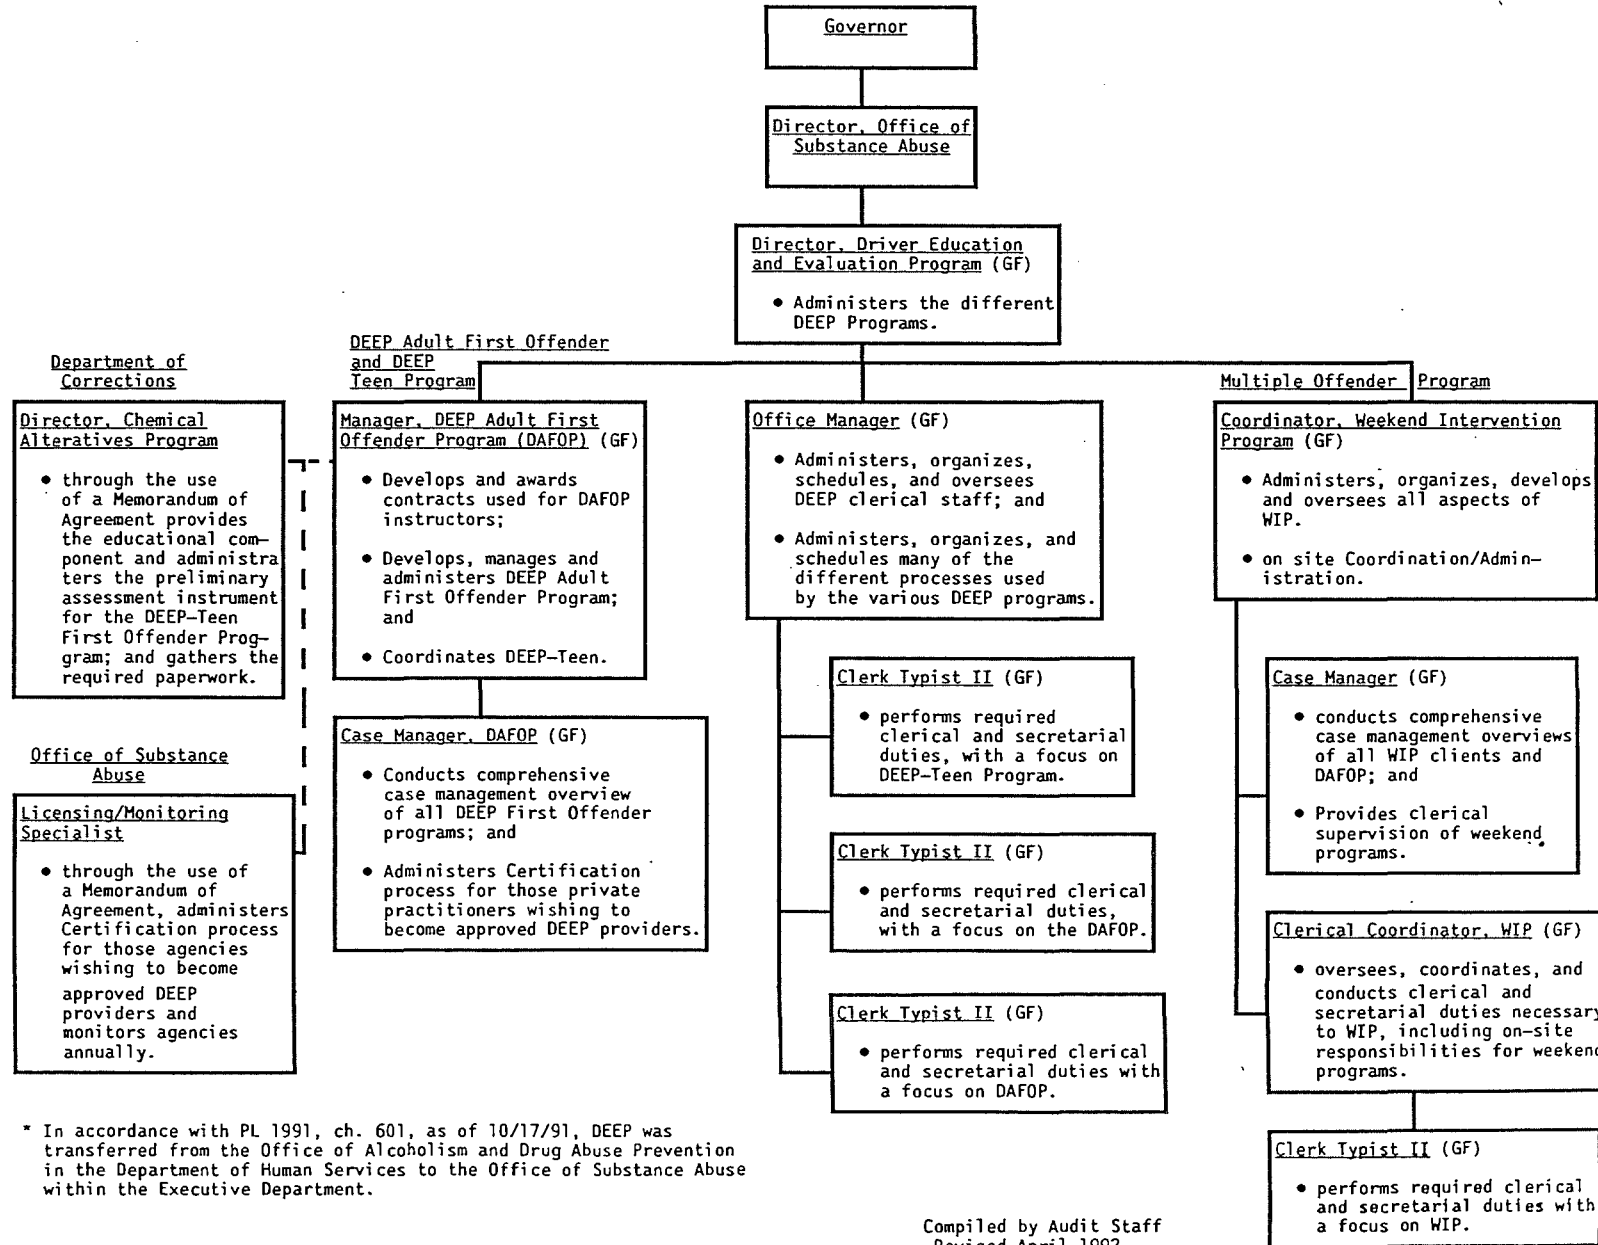 Governor
Director, Office of
Substance Abuse
Director, Driver Education
and Evaluation Program (GF)
● Administers the different
DEEP Programs.
Department of
Corrections
Director, Chemical
Alteratives Program
● through the use
of a Memorandum of
Agreement provides
the educational com-
ponent and administra
ters the preliminary
assessment instrument
for the DEEP-Teen
First Offender Prog-
gram; and gathers the
required paperwork.
Office of Substance
Abuse
Licensing/Monitoring
Specialist
● through the use of
a Memorandum of
Agreement, administers
Certification process
for those agencies
wishing to become
approved DEEP
providers and
monitors agencies
annually.
DEEP Adult First Offender
and DEEP
Teen Program
Manager, DEEP Adult First
Offender Program (DAFOP) (GF)
● Develops and awards
contracts used for DAFOP
instructors;
● Develops, manages and
administers DEEP Adult
First Offender Program;
and
● Coordinates DEEP-Teen.
Case Manager, DAFOP (GF)
● Conducts comprehensive
case management overview
of all DEEP First Offender
programs; and
● Administers Certification
process for those private
practitioners wishing to
become approved DEEP providers.
Office Manager (GF)
● Administers, organizes,
schedules, and oversees
DEEP clerical staff; and
● Administers, organizes, and
schedules many of the
different processes used
by the various DEEP programs.
Clerk Typist II (GF)
● performs required
clerical and secretarial
duties, with a focus on
DEEP-Teen Program.
Clerk Typist II (GF)
● performs required clerical
and secretarial duties,
with a focus on the DAFOP.
Clerk Typist II (GF)
● performs required clerical
and secretarial duties with
a focus on DAFOP.
Multiple Offender Program
Coordinator, Weekend Intervention
Program (GF)
● Administers, organizes, develops
and oversees all aspects of
WIP.
● on site Coordination/Admin-
istration.
Case Manager (GF)
● conducts comprehensive
case management overviews
of all WIP clients and
DAFOP; and
● Provides clerical
supervision of weekend
programs.
Clerical Coordinator, WIP (GF)
● oversees, coordinates, and
conducts clerical and
secretarial duties necessary
to WIP, including on-site
responsibilities for weekend
programs.
Clerk Typist II (GF)
● performs required clerical
and secretarial duties with
a focus on WIP.
* In accordance with PL 1991, ch. 601, as of 10/17/91, DEEP was
transferred from the Office of Alcoholism and Drug Abuse Prevention
in the Department of Human Services to the Office of Substance Abuse
within the Executive Department.
Compiled by Audit Staff
Revised April 1992